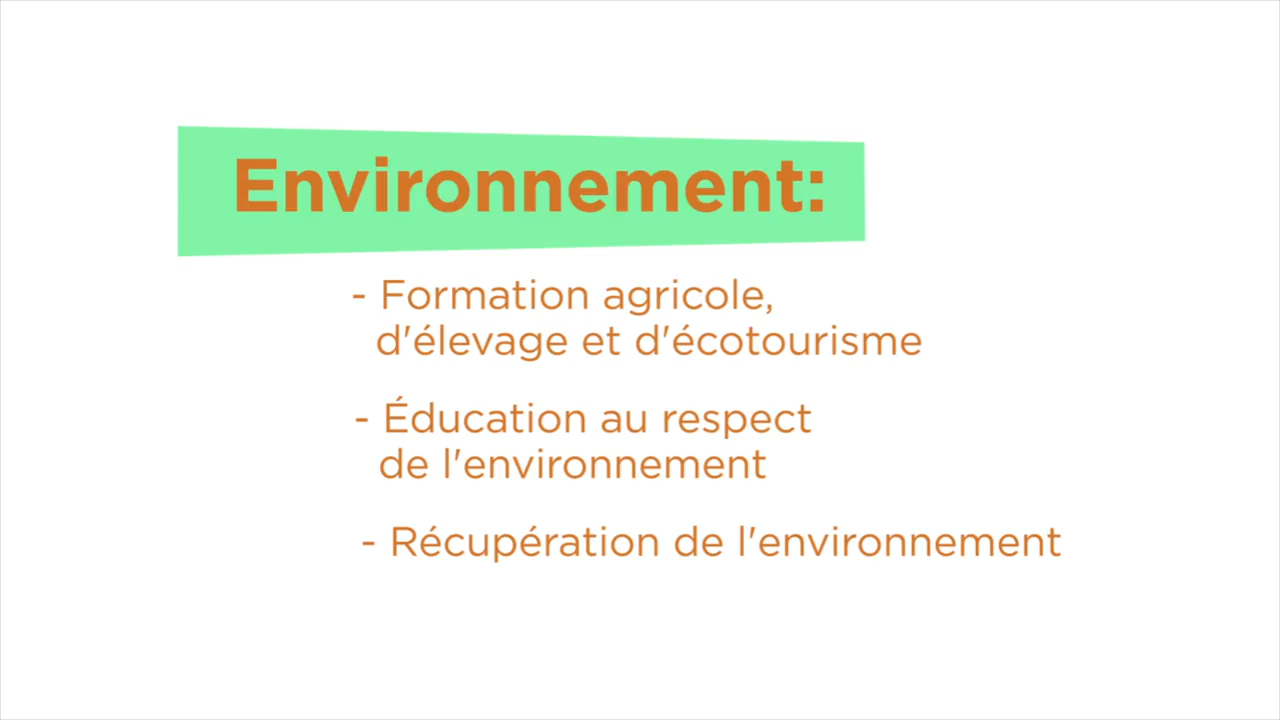 Environnement:
- Formation agricole,
d'élevage et d'écotourisme
- Éducation au respect
de l'environnement
- Récupération de l'environnement